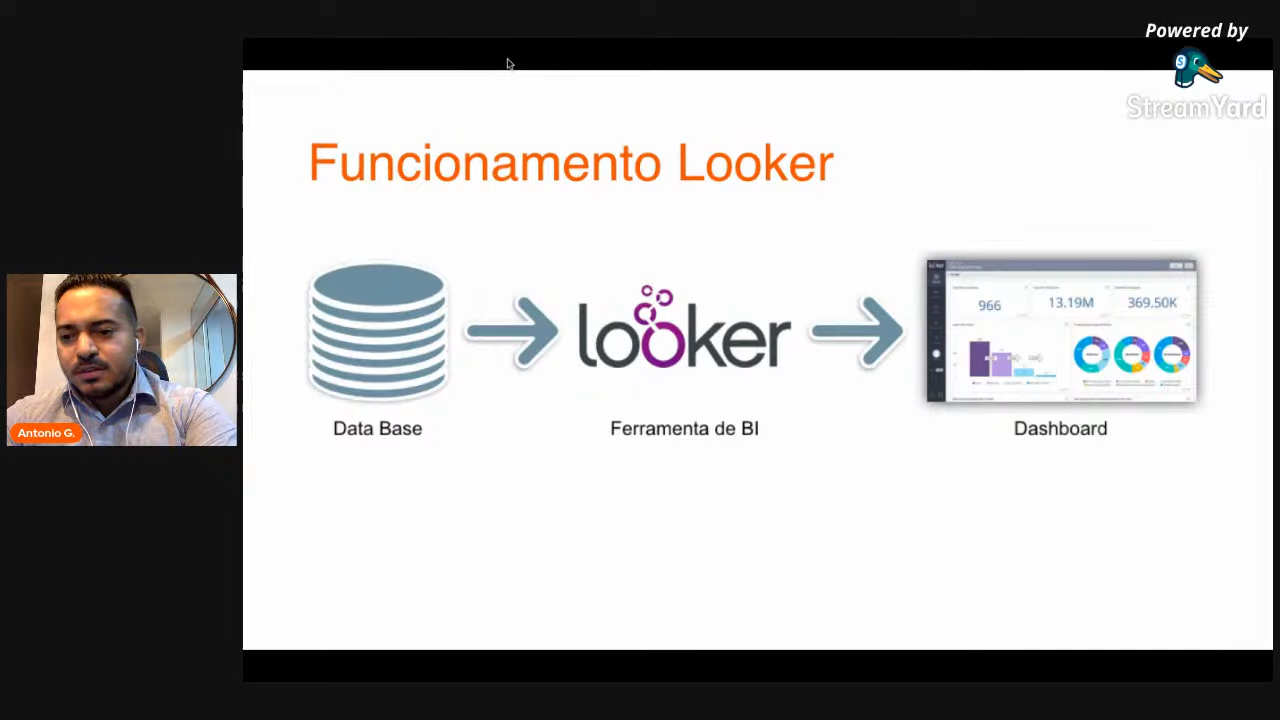 Powered by
StreamYard
Funcionamento Looker
looker
966
13.19M
369.50K
Data Base
Ferramenta de BI
Dashboard
Antonio G.